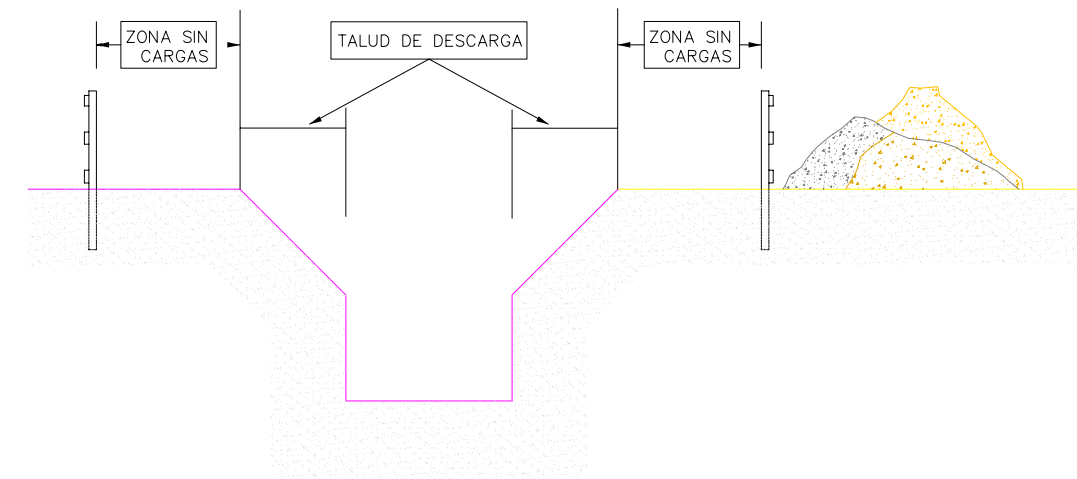 ZONA SIN
CARGAS
TALUD DE DESCARGA
ZONA SIN
CARGAS